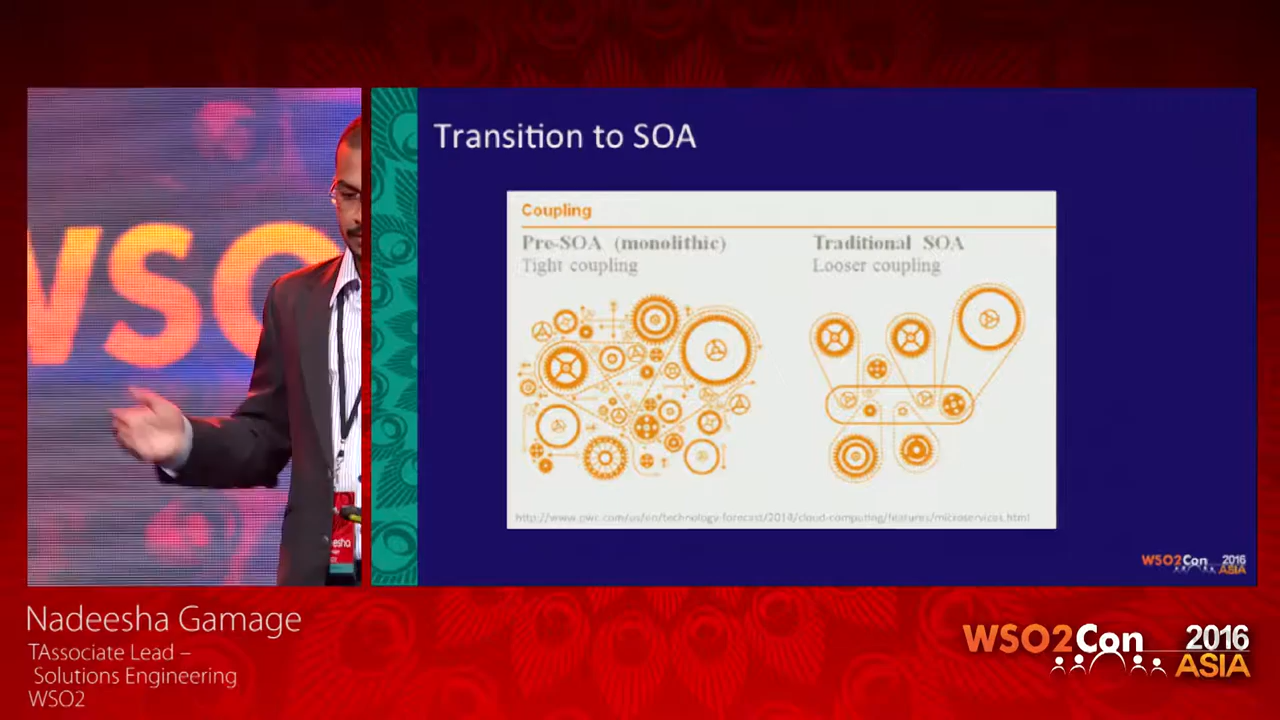 WSO
Transition to SOA
Coupling
Pre-SOA (monolithic)
Tight coupling
Traditional SOA
Looser coupling
http://www.pwc.com/us/en/technology-forecast/2014/cloud-computing/features/microservices.html
WSO2Con 2016
ASIA
Nadeesha Gamage
TAssociate Lead –
Solutions Engineering
WSO2
WSO2Con 2016
ASIA